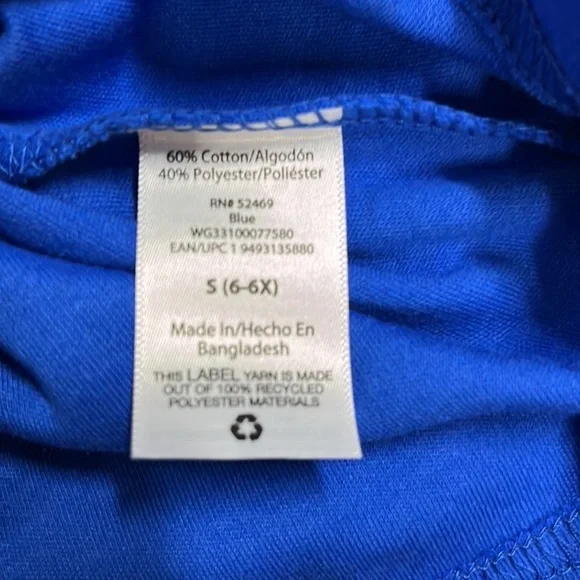 60% Cotton/Algodón
40% Polyester/Poliéster
RN# 52469
Blue
WG33100077580
EAN/UPC 1 9493135880
S (6-6X)
Made In/Hecho En
Bangladesh
THIS LABEL YARN IS MADE
OUT OF 100% RECYCLED
POLYESTER MATERIALS